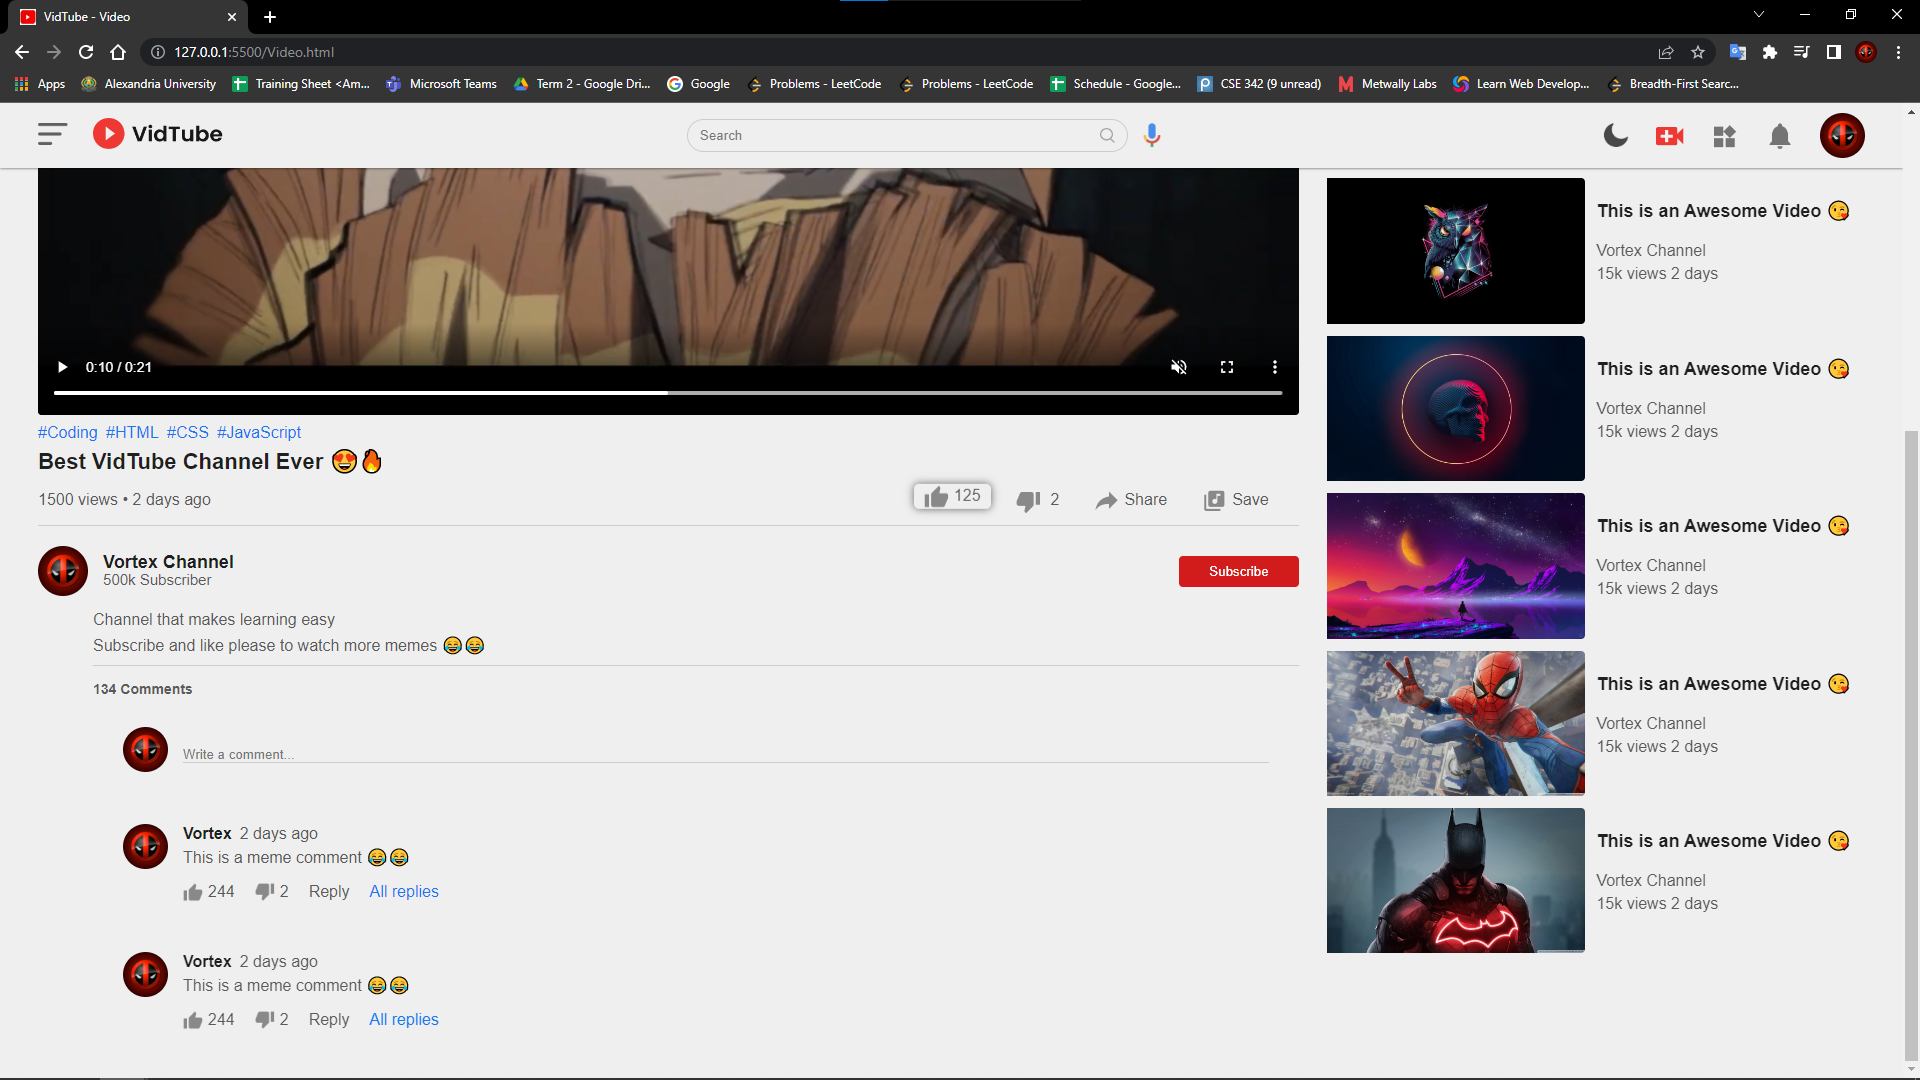 VidTube - Video
127.0.0.1:5500/Video.html
Apps
Alexandria University
Training Sheet <Am...
Microsoft Teams
Term 2 - Google Dri...
Google
Problems - LeetCode
Problems - LeetCode
Schedule - Google...
CSE 342 (9 unread)
Metwally Labs
Learn Web Develop...
Breadth-First Searc...
VidTube
Search
0:10 / 0:21
#Coding #HTML #CSS #JavaScript
Best VidTube Channel Ever 😍🔥
1500 views • 2 days ago
125
2
Share
Save
Vortex Channel
500k Subscriber
Subscribe
Channel that makes learning easy
Subscribe and like please to watch more memes 😂😂
134 Comments
Write a comment...
Vortex 2 days ago
This is a meme comment 😂😂
244 2 Reply All replies
Vortex 2 days ago
This is a meme comment 😂😂
244 2 Reply All replies
This is an Awesome Video 😘
Vortex Channel
15k views 2 days
This is an Awesome Video 😘
Vortex Channel
15k views 2 days
This is an Awesome Video 😘
Vortex Channel
15k views 2 days
This is an Awesome Video 😘
Vortex Channel
15k views 2 days
This is an Awesome Video 😘
Vortex Channel
15k views 2 days